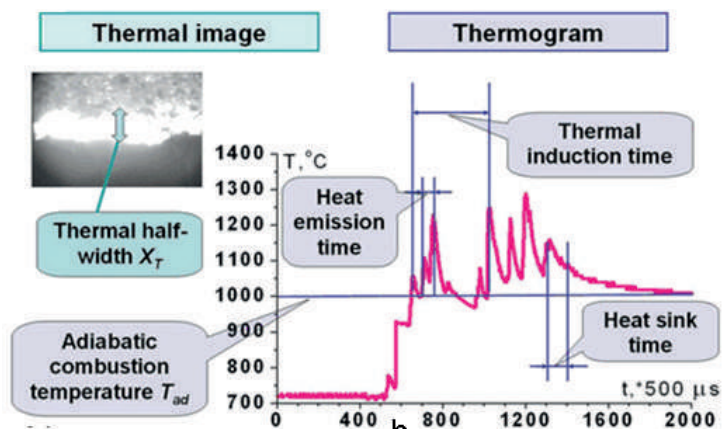 Thermal image
Thermogram
Thermal
induction time
1400
T,°C
1300
Heat
emission
time
1200
Thermal half-
width X_T
1100
1000
Adiabatic
combustion
temperature T_ad
900
Heat sink
time
800
t,*500 µs
700
0 400 800 1200 1600 2000
b